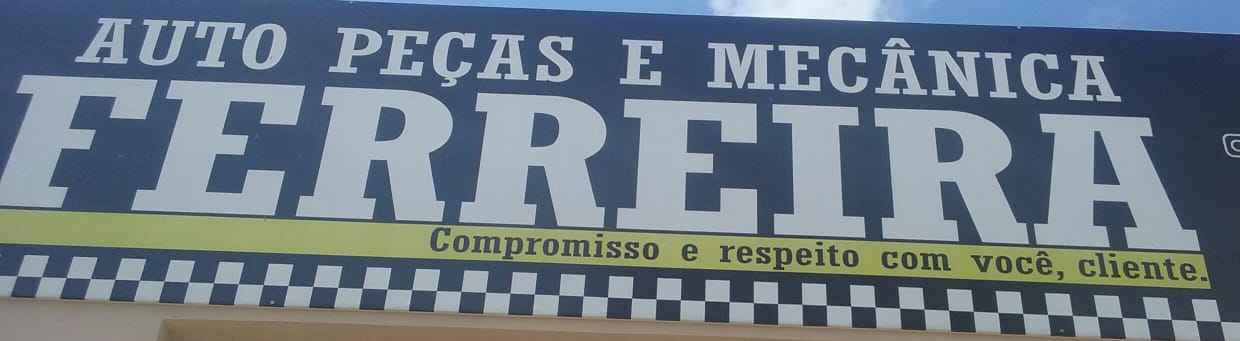 AUTO PEÇAS E MECÂNICA
FERREIRA
Compromisso e respeito com você, cliente.